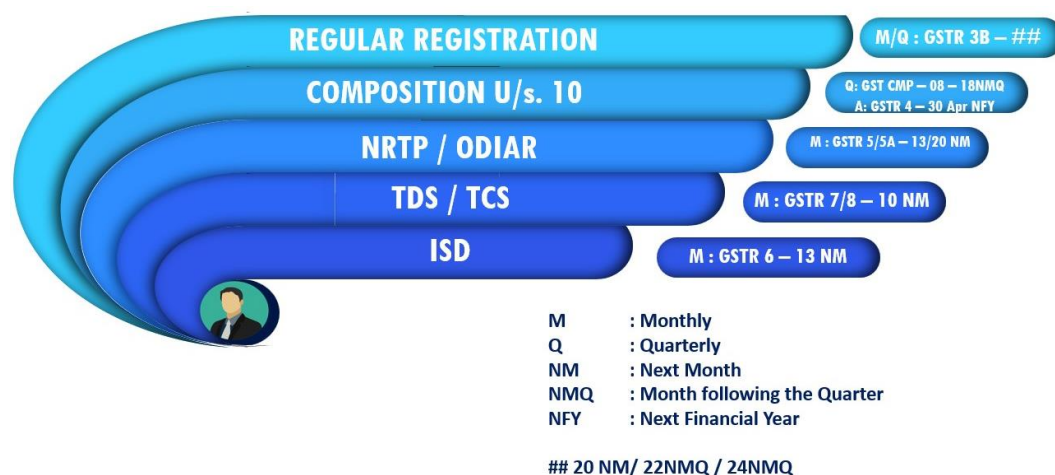 REGULAR REGISTRATION
M/Q : GSTR 3B – ##
COMPOSITION U/s. 10
Q: GST CMP – 08 – 18NMQ
A: GSTR 4 – 30 Apr NFY
NRTP / ODIAR
M : GSTR 5/5A – 13/20 NM
TDS / TCS
M : GSTR 7/8 – 10 NM
ISD
M : GSTR 6 – 13 NM
M : Monthly
Q : Quarterly
NM : Next Month
NMQ : Month following the Quarter
NFY : Next Financial Year
## 20 NM/ 22NMQ / 24NMQ